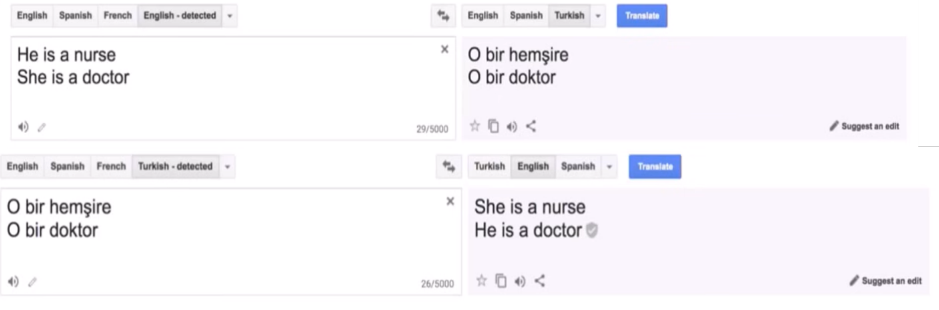 English Spanish French English - detected English Spanish Turkish Translate
He is a nurse
She is a doctor
29/5000
O bir hemşire
O bir doktor
Suggest an edit
English Spanish French Turkish - detected Turkish English Spanish Translate
O bir hemşire
O bir doktor
26/5000
She is a nurse
He is a doctor
Suggest an edit